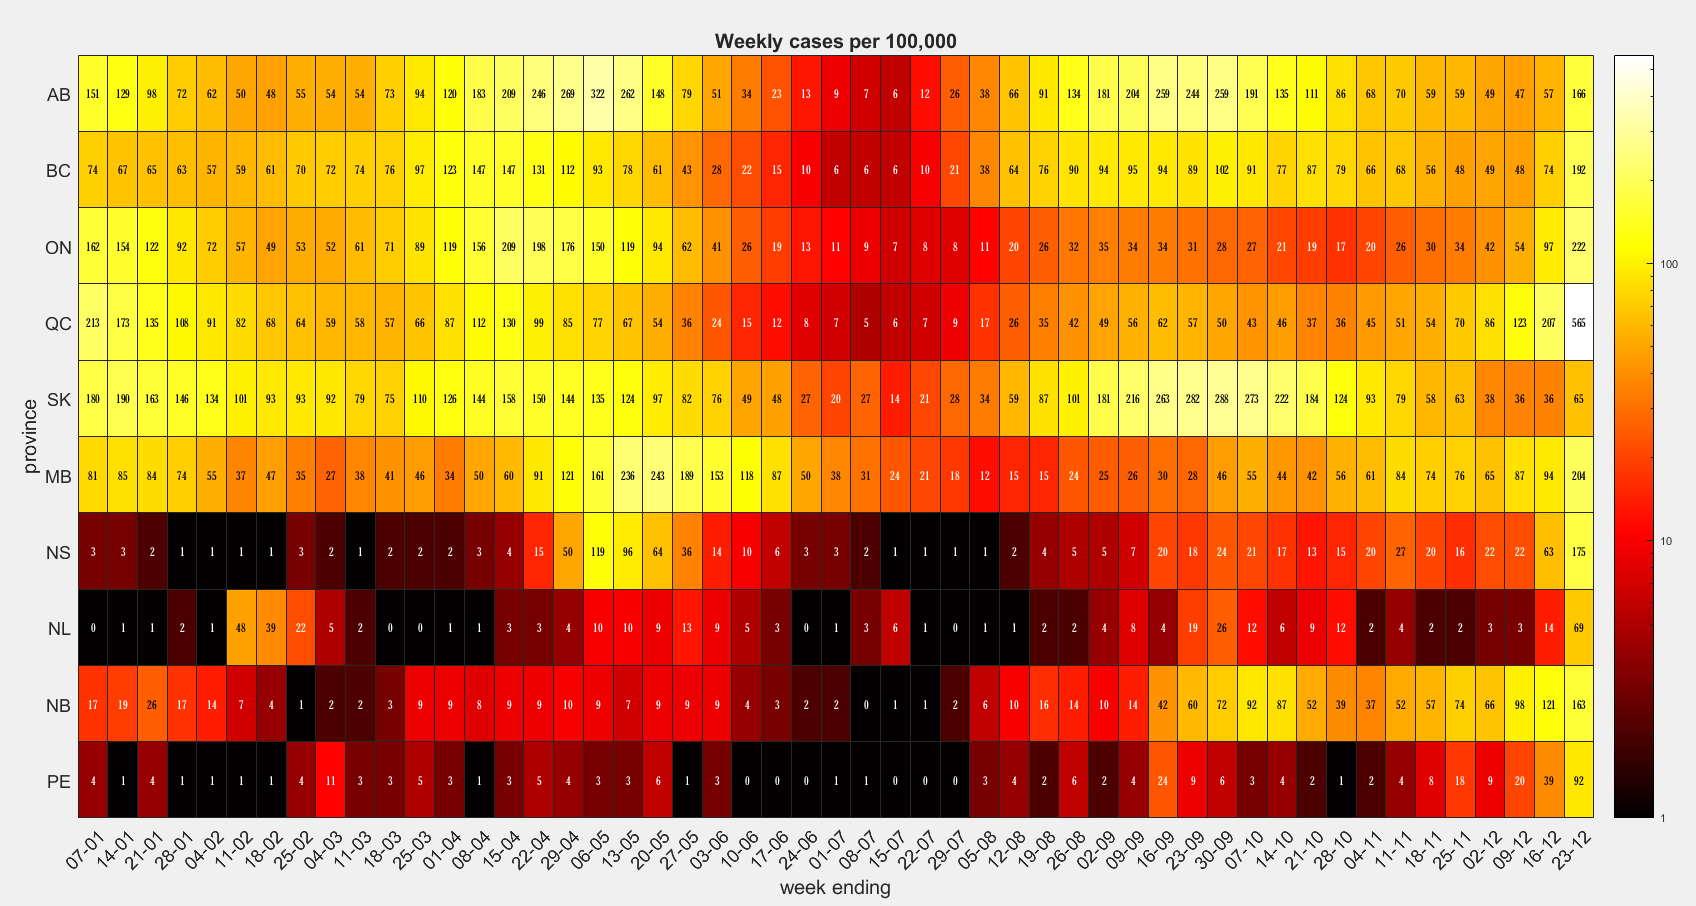 Weekly cases per 100,000
AB 151 129 98 72 62 50 48 55 54 54 73 94 120 183 209 246 269 322 262 148 79 51 34 23 13 9 7 6 12 26 38 66 91 134 181 204 259 244 259 191 135 111 86 68 70 59 59 49 47 57 166
BC 74 67 65 63 57 59 61 70 72 74 76 97 123 147 147 131 112 93 78 61 43 28 22 15 10 6 6 6 10 21 38 64 76 90 94 95 94 89 102 91 77 87 79 66 68 56 48 49 48 74 192
ON 162 154 122 92 72 57 49 53 52 61 71 89 119 156 209 198 176 150 119 94 62 41 26 19 13 11 9 7 8 8 11 20 26 32 35 34 34 31 28 27 21 19 17 20 26 30 34 42 54 97 222
100
QC 213 173 135 108 91 82 68 64 59 58 57 66 87 112 130 99 85 77 67 54 36 24 15 12 8 7 5 6 7 9 17 26 35 42 49 56 62 57 50 43 46 37 36 45 51 54 70 86 123 207 565
SK 180 190 163 146 134 101 93 93 92 79 75 110 126 144 158 150 144 135 124 97 82 76 49 48 27 20 27 14 21 28 34 59 87 101 181 216 263 282 288 273 222 184 124 93 79 58 63 38 36 36 65
province
MB 81 85 84 74 55 37 47 35 27 38 41 46 34 50 60 91 121 161 236 243 189 153 118 87 50 38 31 24 21 18 12 15 15 24 25 26 30 28 46 55 44 42 56 61 84 74 76 65 87 94 204
10
NS 3 3 2 1 1 1 1 3 2 1 2 2 2 3 4 15 50 119 96 64 36 14 10 6 3 3 2 1 1 1 1 2 4 5 5 7 20 18 24 21 17 13 15 20 27 20 16 22 22 63 175
NL 0 1 1 2 1 48 39 22 5 2 0 0 1 1 3 3 4 10 10 9 13 9 5 3 0 1 3 6 1 0 1 1 2 2 4 8 4 19 26 12 6 9 12 2 4 2 2 3 3 14 69
NB 17 19 26 17 14 7 4 1 2 2 3 9 9 8 9 9 10 9 7 9 9 9 4 3 2 2 0 1 1 2 6 10 16 14 10 14 42 60 72 92 87 52 39 37 52 57 74 66 98 121 163
PE 4 1 4 1 1 1 1 4 11 3 3 5 3 1 3 5 4 3 3 6 1 3 0 0 0 1 1 0 0 0 3 4 2 6 2 4 24 9 6 3 4 2 1 2 4 8 18 9 20 39 92
1
07-01 14-01 21-01 28-01 04-02 11-02 18-02 25-02 04-03 11-03 18-03 25-03 01-04 08-04 15-04 22-04 29-04 06-05 13-05 20-05 27-05 03-06 10-06 17-06 24-06 01-07 08-07 15-07 22-07 29-07 05-08 12-08 19-08 26-08 02-09 09-09 16-09 23-09 30-09 07-10 14-10 21-10 28-10 04-11 11-11 18-11 25-11 02-12 09-12 16-12 23-12
week ending